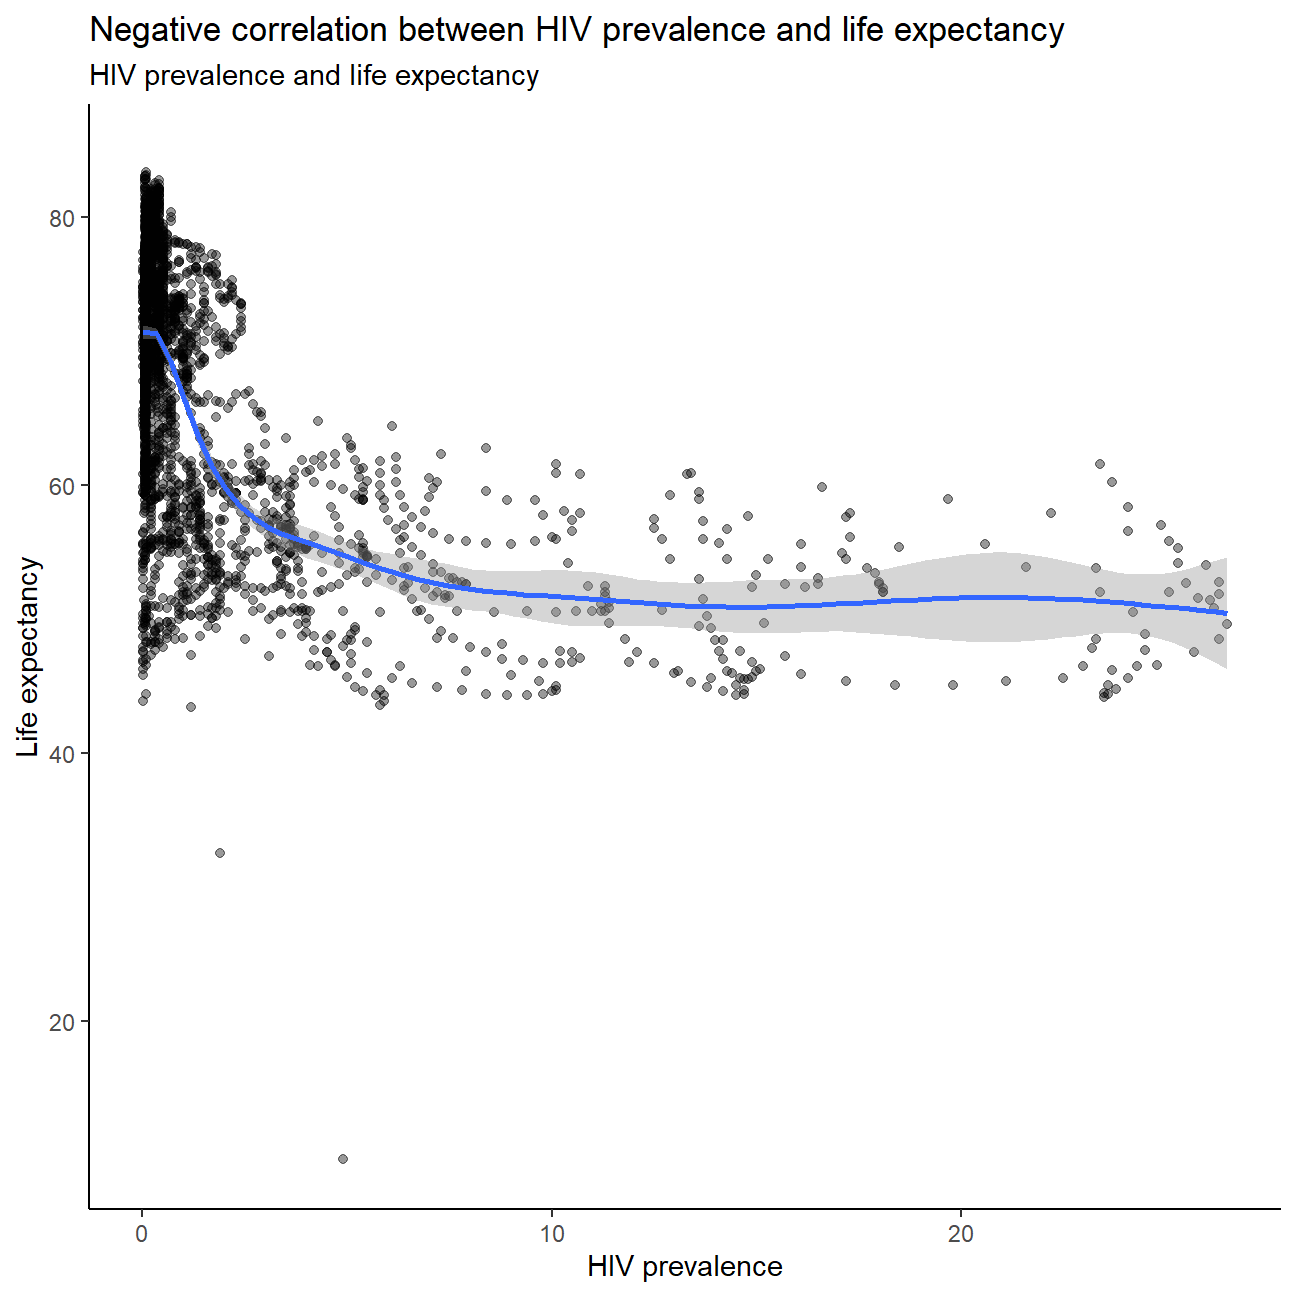 Negative correlation between HIV prevalence and life expectancy
HIV prevalence and life expectancy
80
60
40
20
Life expectancy
0
10
20
HIV prevalence